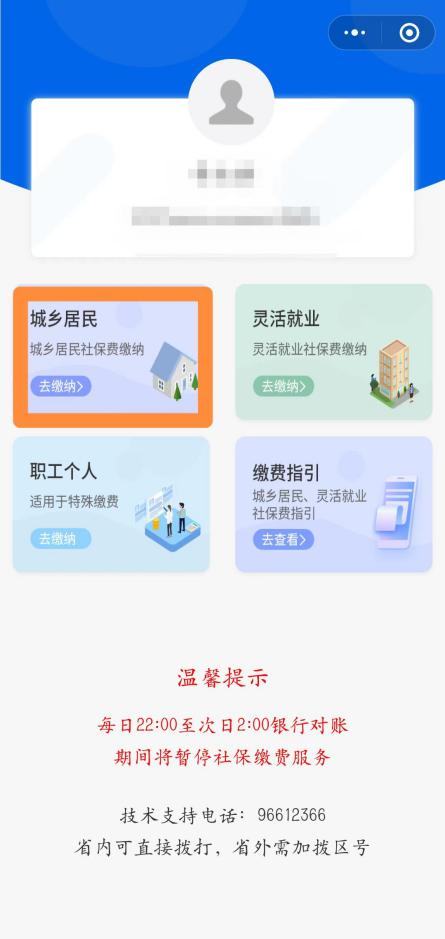 城乡居民
城乡居民社保费缴纳
去缴纳>
灵活就业
灵活就业社保费缴纳
去缴纳>
职工个人
适用于特殊缴费
去缴纳
缴费指引
城乡居民、灵活就业
社保费指引
去查看>
温馨提示
每日22:00至次日2:00银行对账
期间将暂停社保缴费服务
技术支持电话：96612366
省内可直接拨打，省外需加拨区号